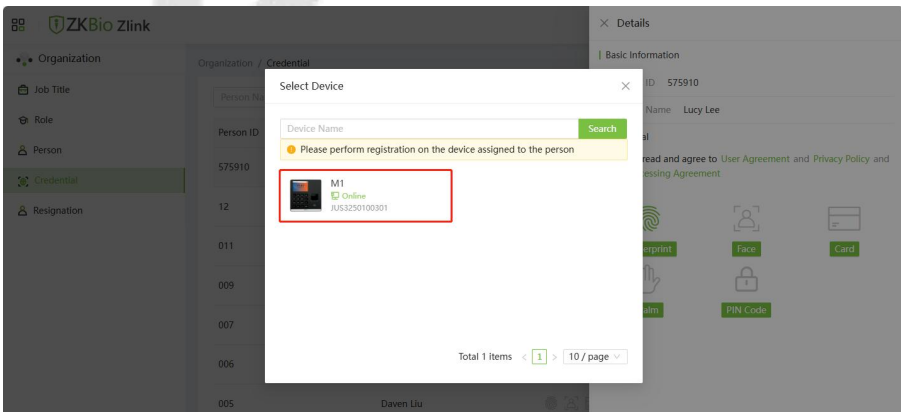 ZKBio Zlink
Organization
Job Title
Role
Person
Credential
Resignation
Organization / Credential
Person Na
Person ID
575910
12
011
009
007
006
005
Daven Liu
Select Device
Device Name
Search
Please perform registration on the device assigned to the person
M1
Online
JUS3250100301
Total 1 items < 1 > 10 / page
Details
Basic Information
ID 575910
Name Lucy Lee
al
read and agree to User Agreement and Privacy Policy and
essing Agreement
erprint
Face
Card
alm
PIN Code